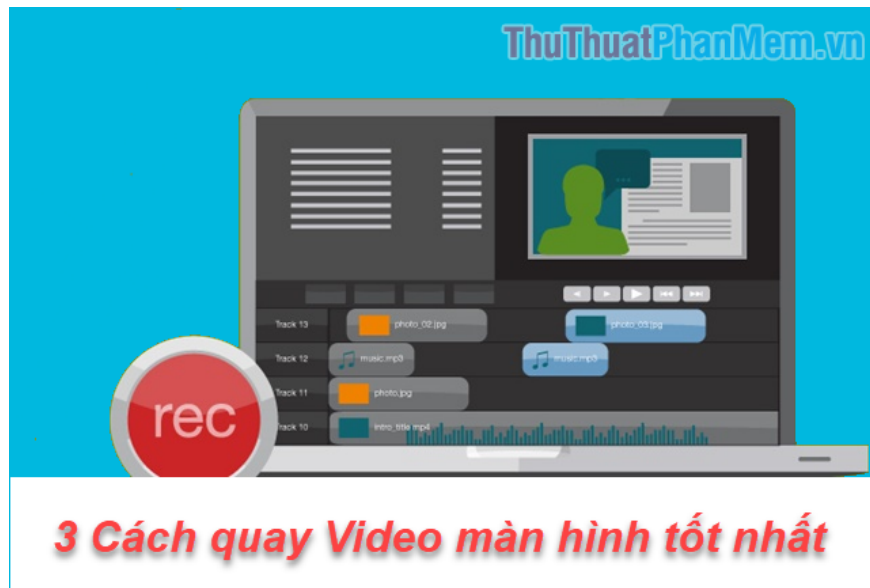 ThuThuatPhanMem.vn
Track 13
photo_02.jpg
photo_03.jpg
Track 12
music.mp3
music.mp3
Track 11
photo.jpg
rec
Track 10
intro_title.mp4
3 Cách quay Video màn hình tốt nhất